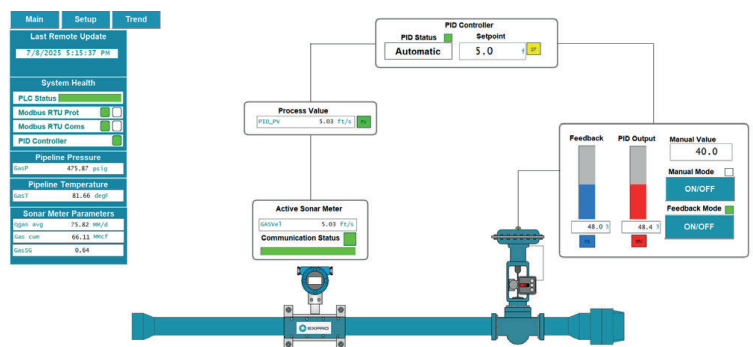 Main Setup Trend
Last Remote Update
7/8/2025 5:15:37 PM
System Health
PLC Status
Modbus RTU Prot
Modbus RTU Coms
PID Controller
Pipeline Pressure
GasP 475.87 psig
Pipeline Temperature
GasT 81.66 degF
Sonar Meter Parameters
Qgas avg 75.82 MM/d
Gas cum 66.11 MMcf
GasSG 0.64
PID Controller
PID Status Setpoint
Automatic 5.0 f SP
Process Value
PID_PV 5.03 ft/s PV
Active Sonar Meter
GASVel 5.03 ft/s
Communication Status
EXPRO
Feedback PID Output Manual Value
40.0
Manual Mode
ON/OFF
Feedback Mode
ON/OFF
48.0 % 48.4 %